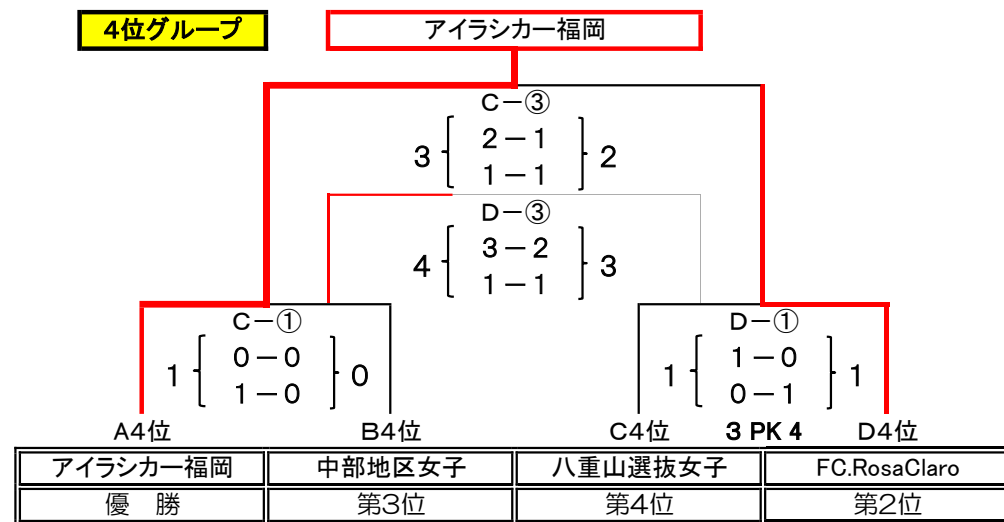 4位グループ
アイラシカー福岡
C－③
3 2－1 2
1－1
D－③
4 3－2 3
1－1
C－① D－①
1 0－0 0 1 1－0 1
1－0 0－1
A4位 B4位 C4位 3 PK 4 D4位
アイラシカー福岡 中部地区女子 八重山選抜女子 FC.RosaClaro
優 勝 第3位 第4位 第2位